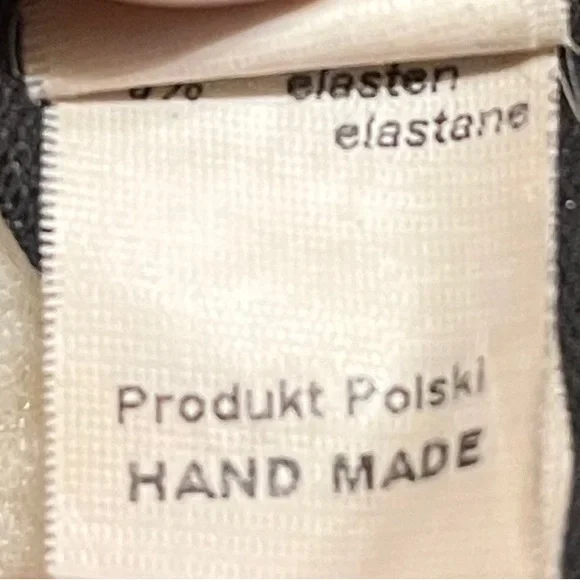 % elasten
elastane
Produkt Polski
HAND MADE